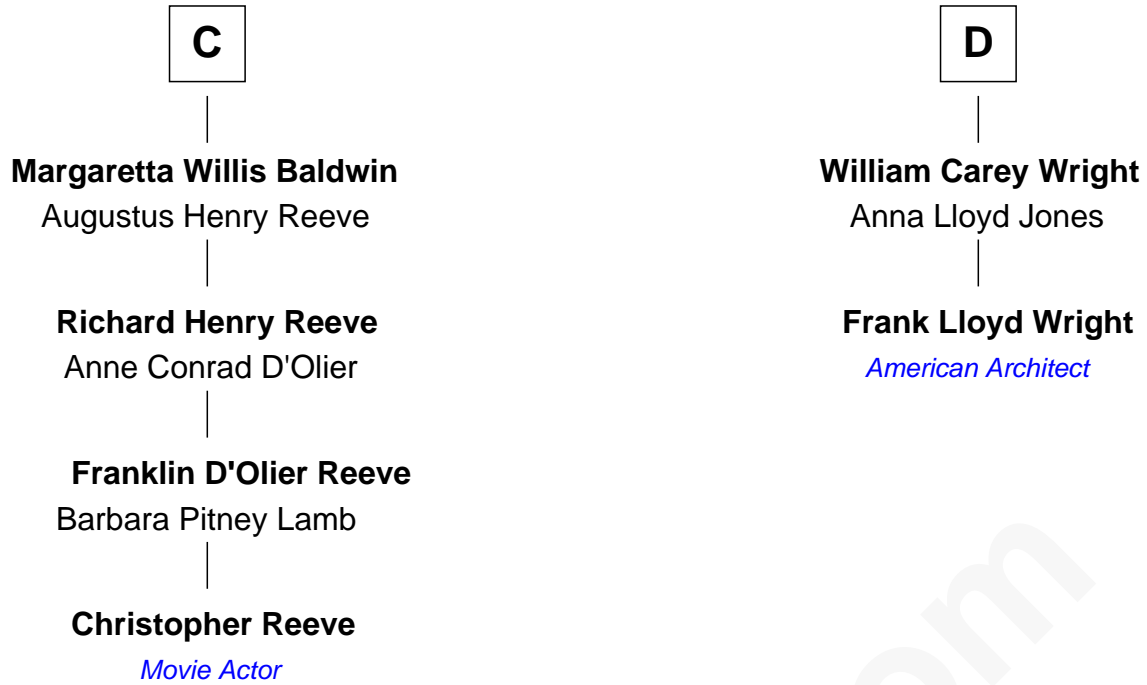 C
Margaretta Willis Baldwin
Augustus Henry Reeve
Richard Henry Reeve
Anne Conrad D'Olier
Franklin D'Olier Reeve
Barbara Pitney Lamb
Christopher Reeve
Movie Actor
D
William Carey Wright
Anna Lloyd Jones
Frank Lloyd Wright
American Architect
om